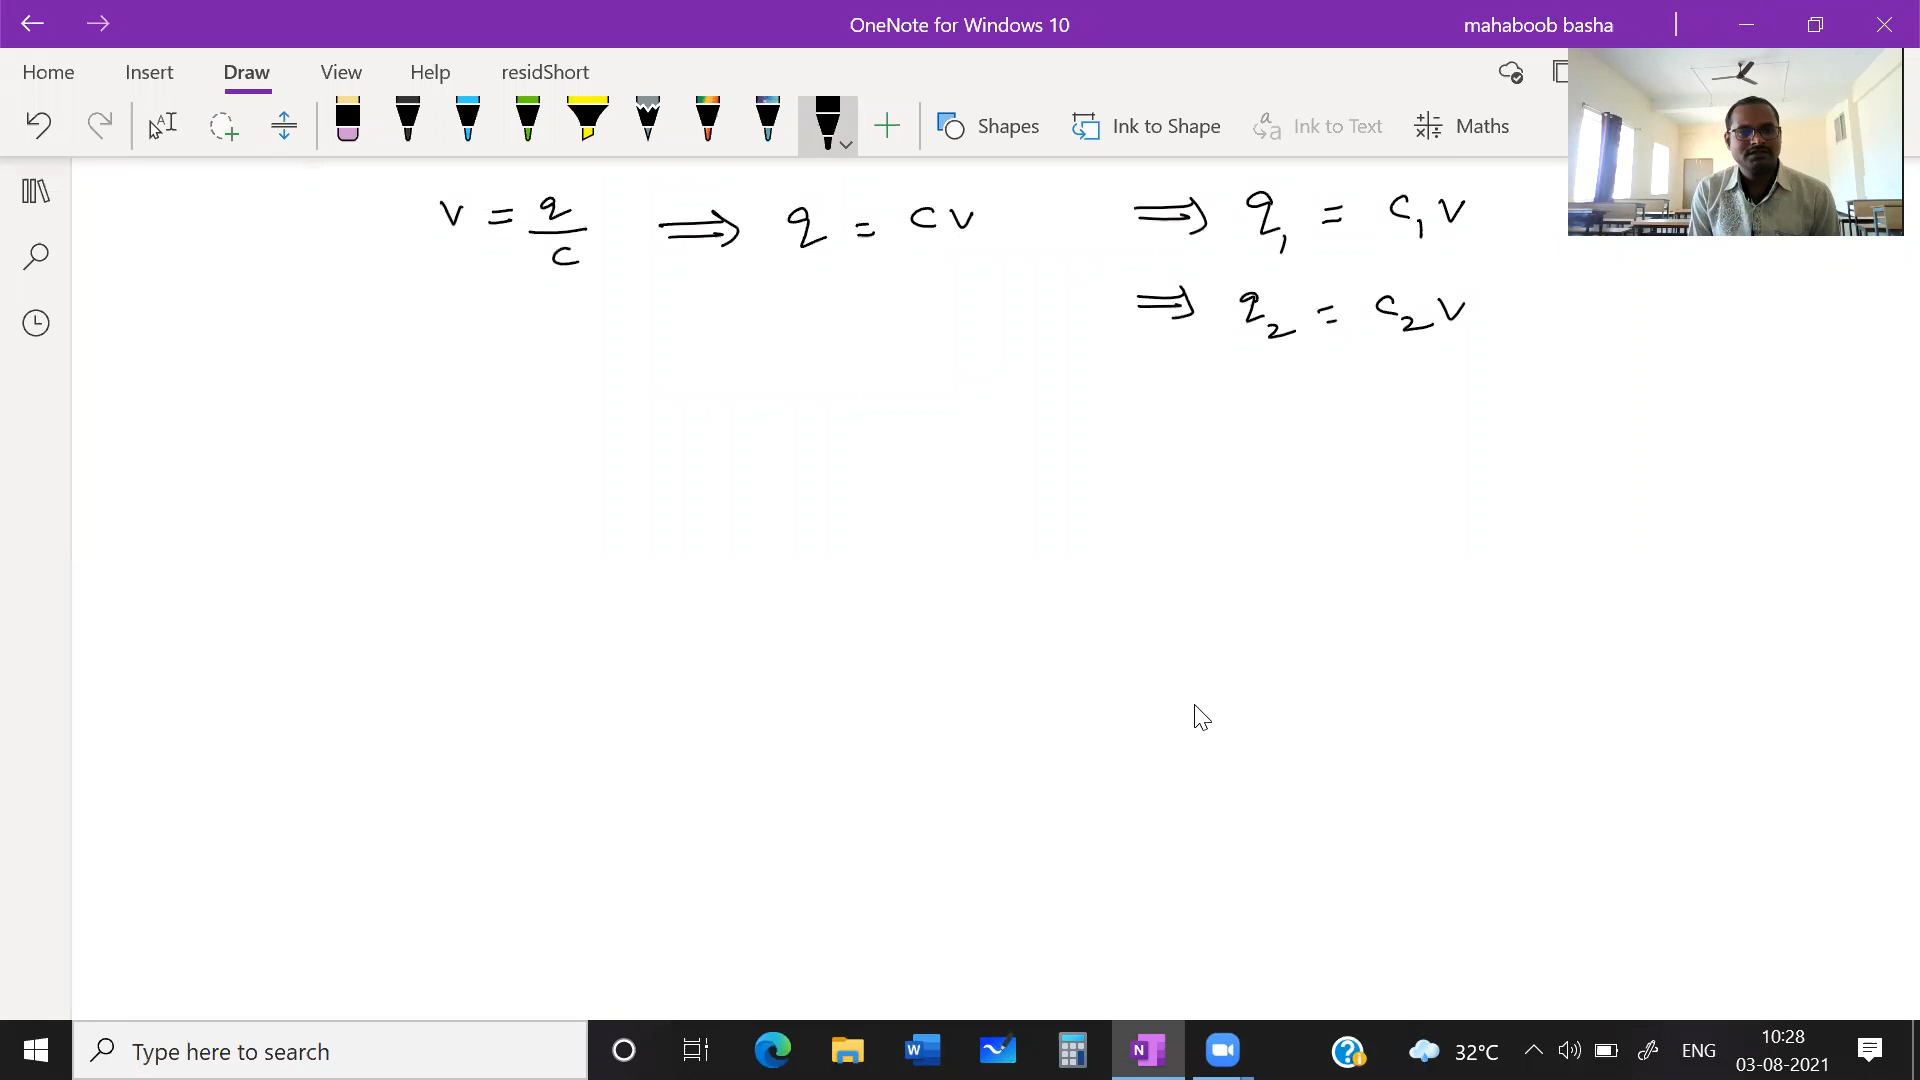 OneNote for Windows 10
mahaboob basha
Home Insert Draw View Help residShort
Shapes Ink to Shape Ink to Text Maths
v = q/c ⟹ q = cv ⟹ q₁ = c₁v
⟹ q₂ = c₂v
Type here to search
32°C ENG 10:28
03-08-2021